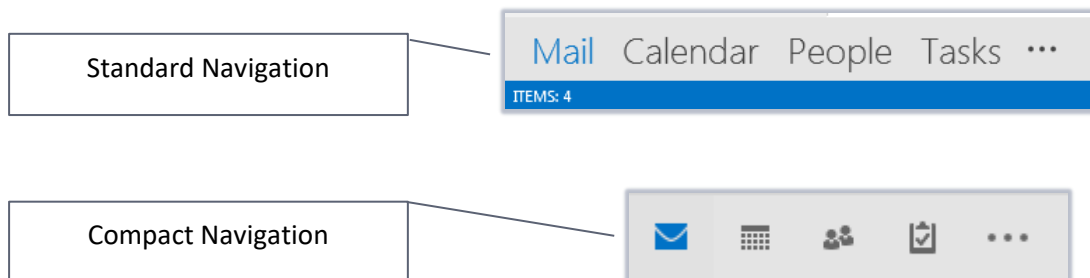 Standard Navigation
Mail Calendar People Tasks ···
ITEMS: 4
Compact Navigation